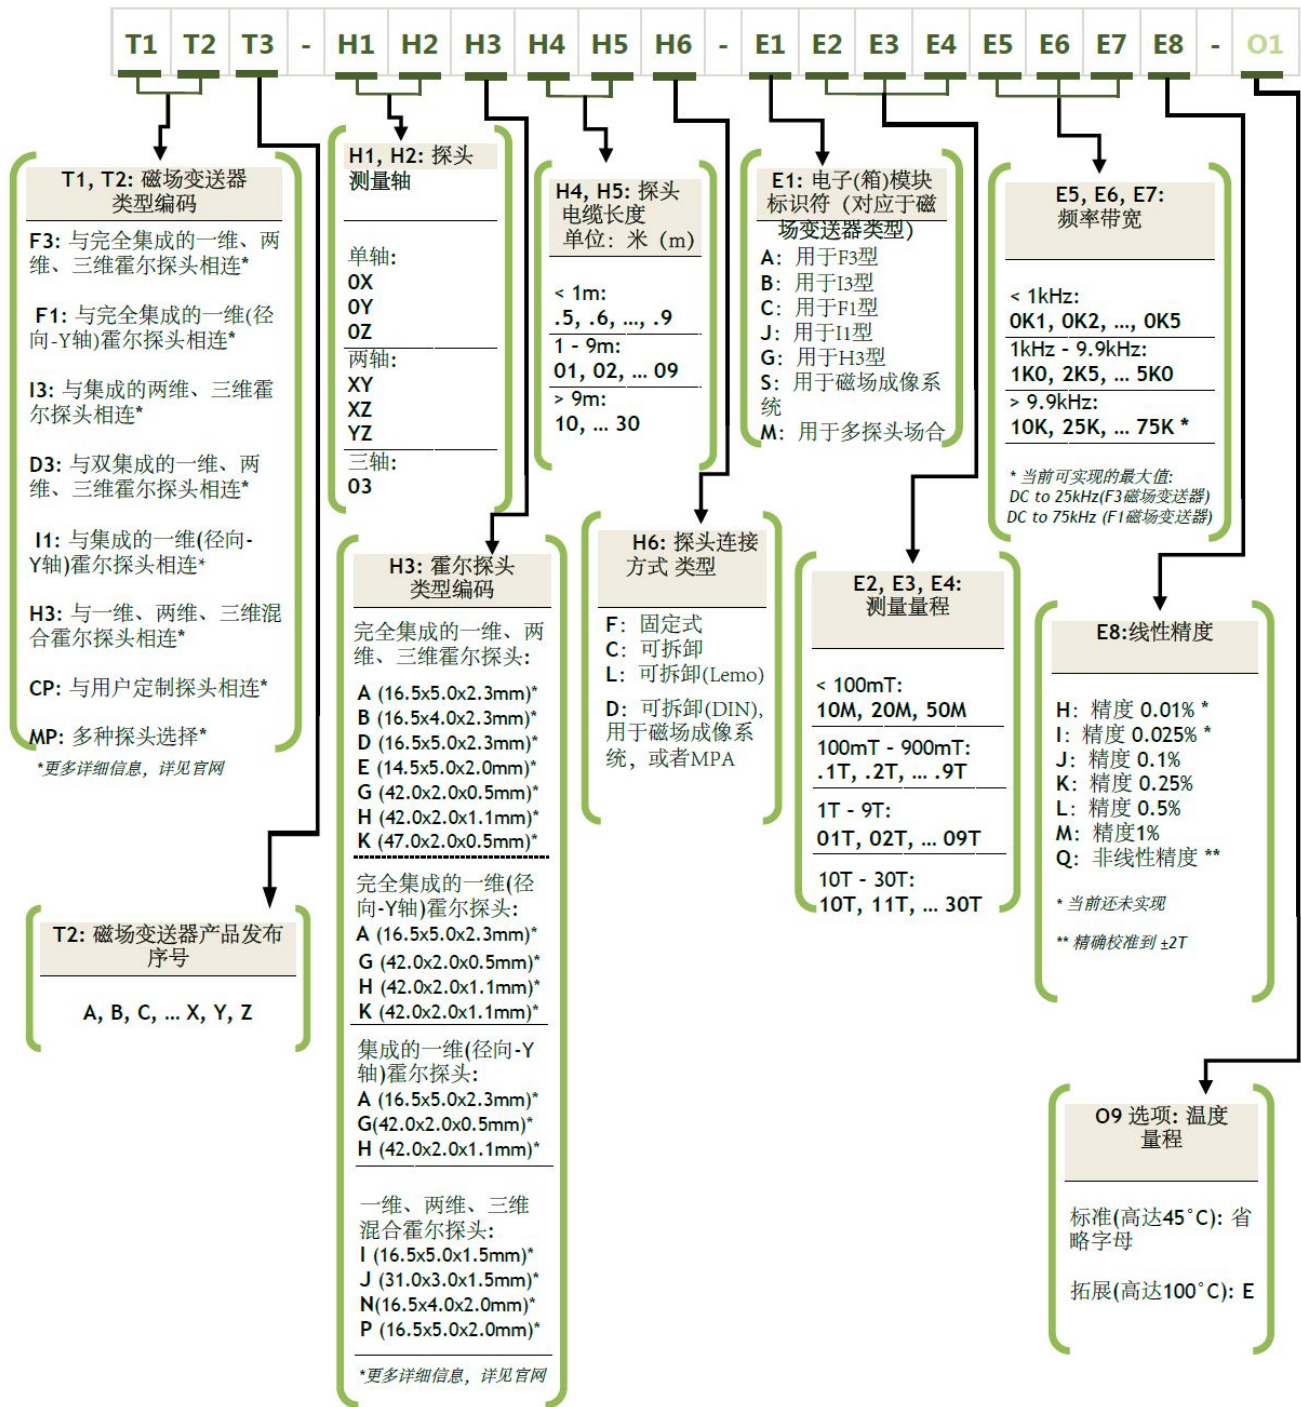 T1 T2 T3 - H1 H2 H3 H4 H5 H6 - E1 E2 E3 E4 E5 E6 E7 E8 - O1
T1, T2: 磁场变送器
类型编码
F3: 与完全集成的一维、两
维、三维霍尔探头相连*
F1: 与完全集成的一维(径
向-Y轴)霍尔探头相连*
I3: 与集成的两维、三维霍
尔探头相连*
D3: 与双集成的一维、两
维、三维霍尔探头相连*
I1: 与集成的一维(径向-
Y轴)霍尔探头相连*
H3: 与一维、两维、三维混
合霍尔探头相连*
CP: 与用户定制探头相连*
MP: 多种探头选择*
*更多详细信息，详见官网
T2: 磁场变送器产品发布
序号
A, B, C, ... X, Y, Z
H1, H2: 探头
测量轴
单轴:
0X
0Y
0Z
两轴:
XY
XZ
YZ
三轴:
03
H3: 霍尔探头
类型编码
完全集成的一维、两
维、三维霍尔探头:
A (16.5x5.0x2.3mm)*
B (16.5x4.0x2.3mm)*
D (16.5x5.0x2.3mm)*
E (14.5x5.0x2.0mm)*
G (42.0x2.0x0.5mm)*
H (42.0x2.0x1.1mm)*
K (47.0x2.0x0.5mm)*
完全集成的一维(径
向-Y轴)霍尔探头:
A (16.5x5.0x2.3mm)*
G (42.0x2.0x0.5mm)*
H (42.0x2.0x1.1mm)*
K (42.0x2.0x1.1mm)*
集成的一维(径向-Y
轴)霍尔探头:
A (16.5x5.0x2.3mm)*
G(42.0x2.0x0.5mm)*
H (42.0x2.0x1.1mm)*
一维、两维、三维
混合霍尔探头:
I (16.5x5.0x1.5mm)*
J (31.0x3.0x1.5mm)*
N(16.5x4.0x2.0mm)*
P (16.5x5.0x2.0mm)*
*更多详细信息，详见官网
H4, H5: 探头
电缆长度
单位: 米 (m)
< 1m:
.5, .6, ..., .9
1 - 9m:
01, 02, ... 09
> 9m:
10, ... 30
H6: 探头连接
方式 类型
F: 固定式
C: 可拆卸
L: 可拆卸(Lemo)
D: 可拆卸(DIN),
用于磁场成像系
统，或者MPA
E1: 电子(箱)模块
标识符（对应于磁
场变送器类型)
A: 用于F3型
B: 用于I3型
C: 用于F1型
J: 用于I1型
G: 用于H3型
S: 用于磁场成像系
统
M: 用于多探头场合
E2, E3, E4:
测量量程
< 100mT:
10M, 20M, 50M
100mT - 900mT:
.1T, .2T, ... .9T
1T - 9T:
01T, 02T, ... 09T
10T - 30T:
10T, 11T, ... 30T
E5, E6, E7:
频率带宽
< 1kHz:
0K1, 0K2, ..., 0K5
1kHz - 9.9kHz:
1K0, 2K5, ... 5K0
> 9.9kHz:
10K, 25K, ... 75K *
* 当前可实现的最大值:
DC to 25kHz(F3磁场变送器)
DC to 75kHz (F1磁场变送器)
E8:线性精度
H: 精度 0.01% *
I: 精度 0.025% *
J: 精度 0.1%
K: 精度 0.25%
L: 精度 0.5%
M: 精度1%
Q: 非线性精度 **
* 当前还未实现
** 精确校准到 ±2T
O9 选项: 温度
量程
标准(高达45°C): 省
略字母
拓展(高达100°C): E